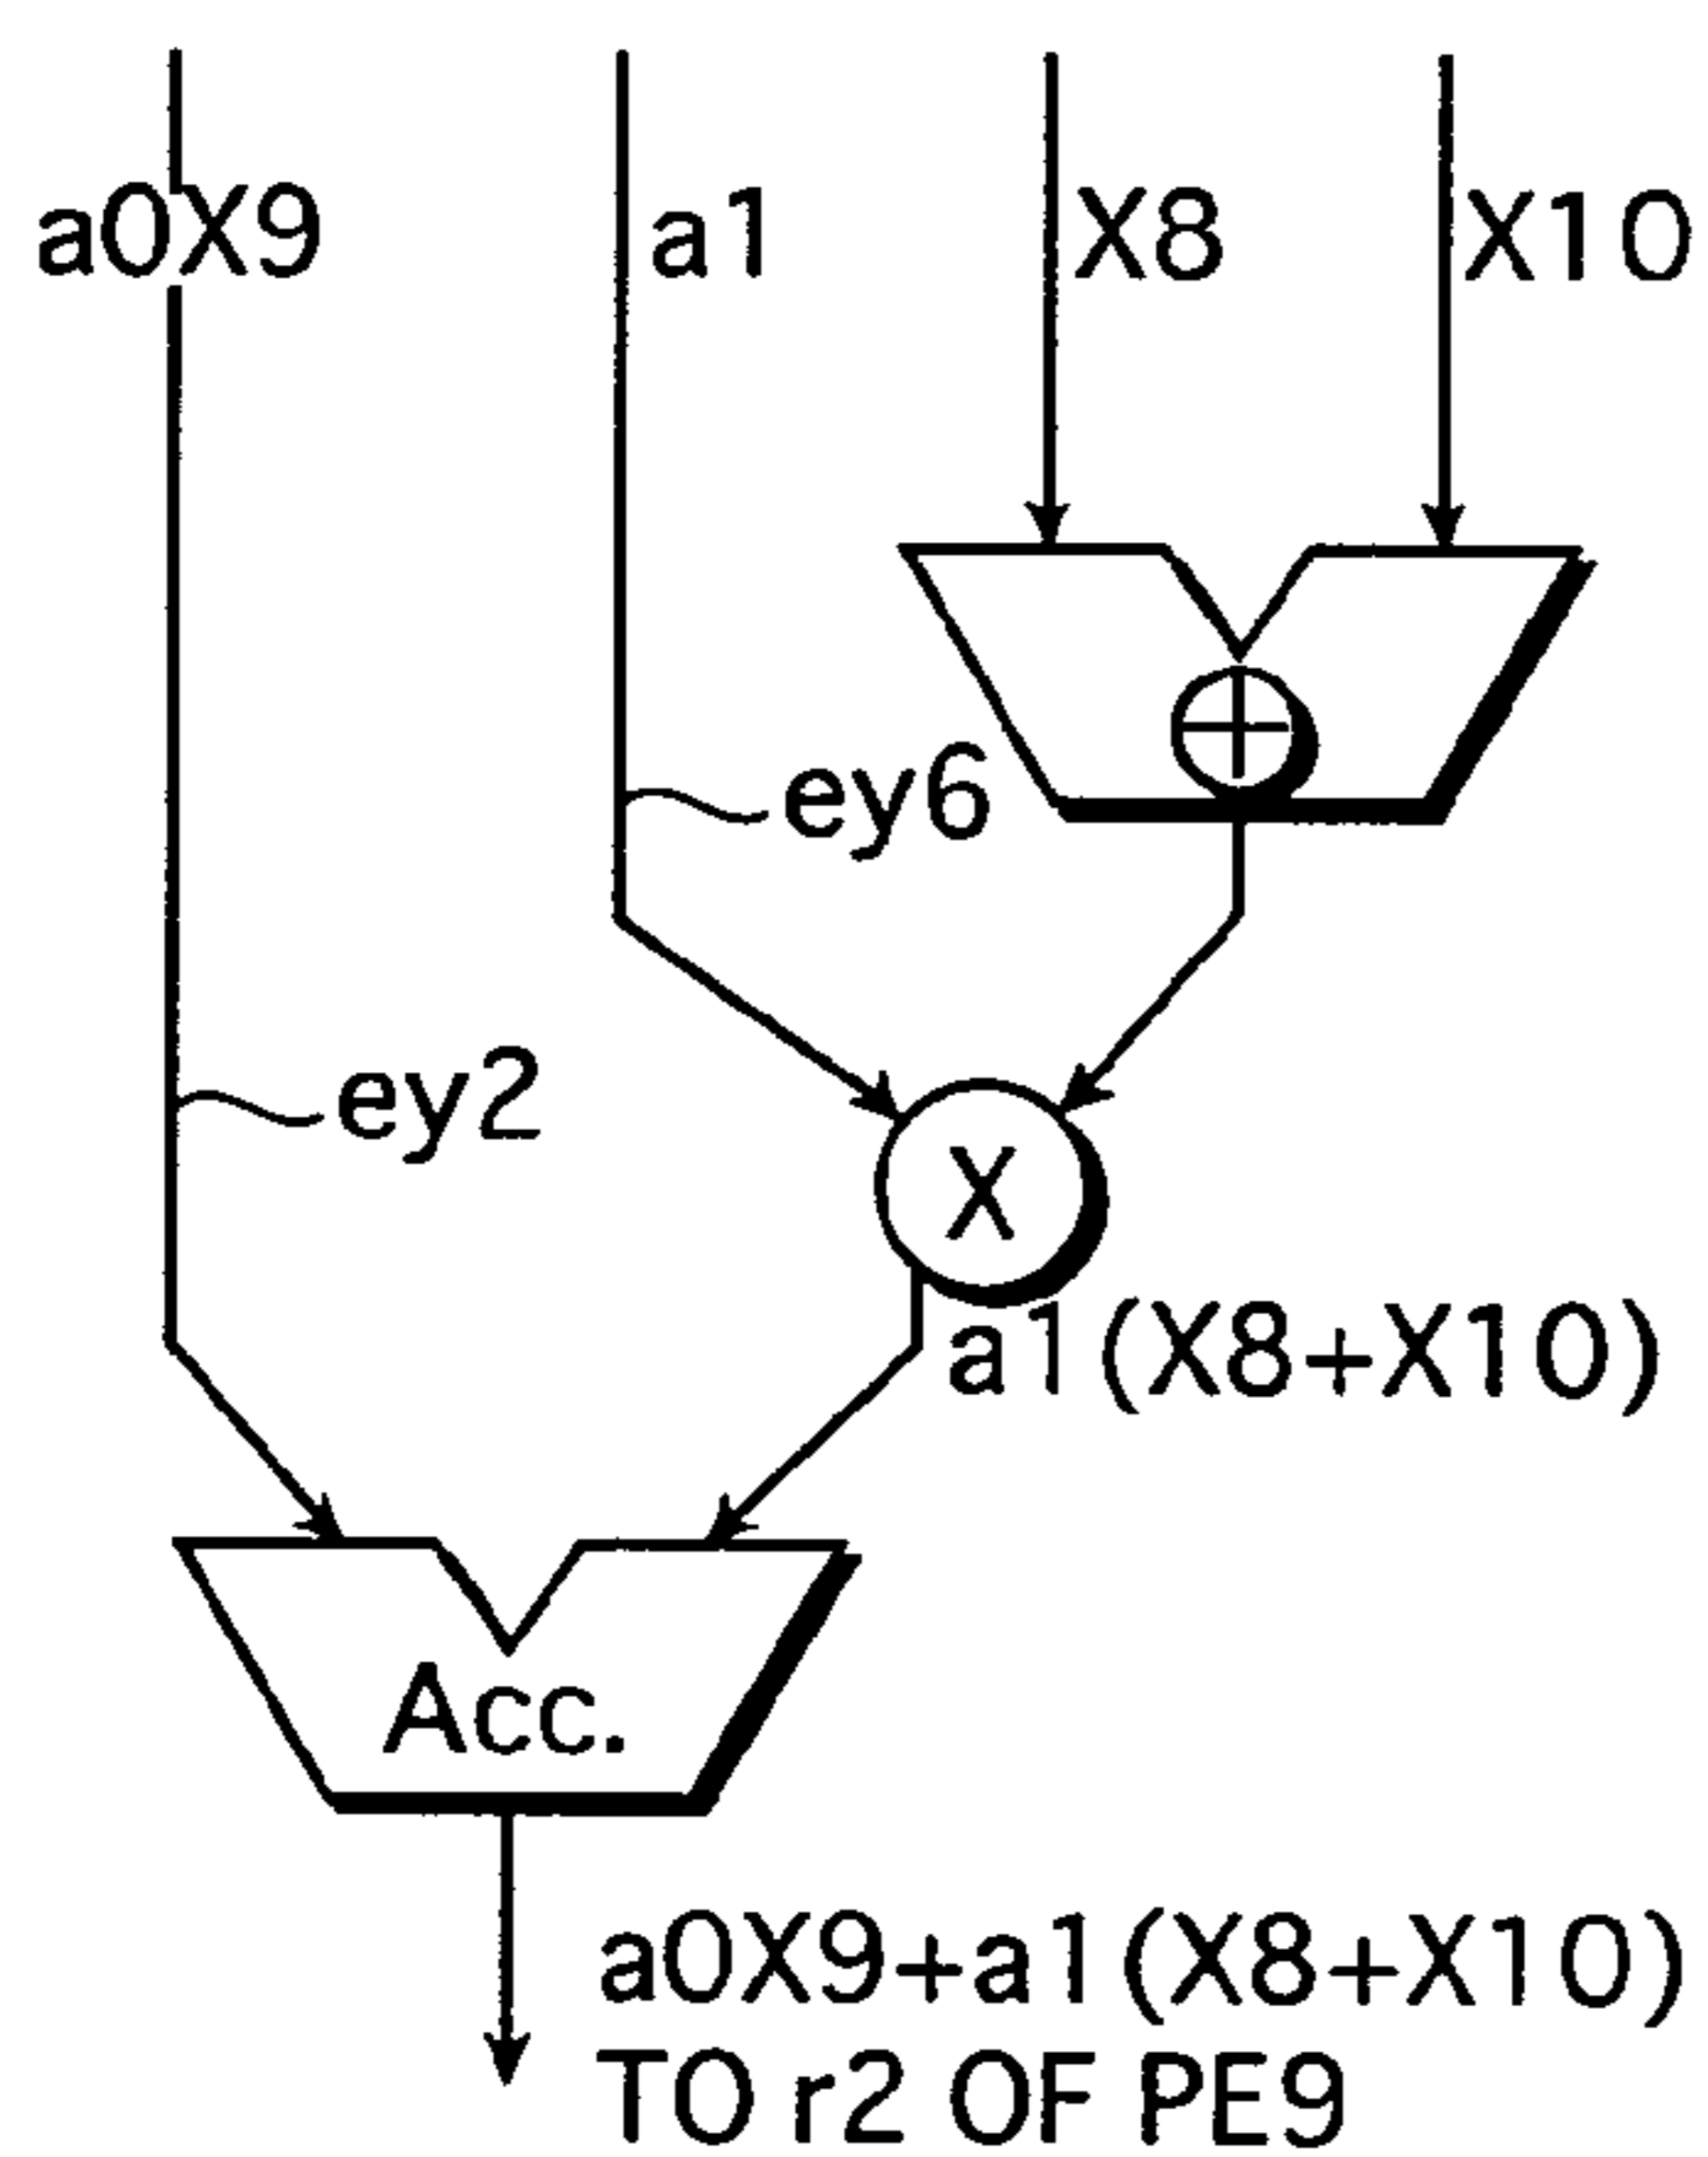 a0X9
a1
X8
X10
ey6
ey2
X
a1(X8+X10)
Acc.
a0X9+a1(X8+X10)
TO r2 OF PE9